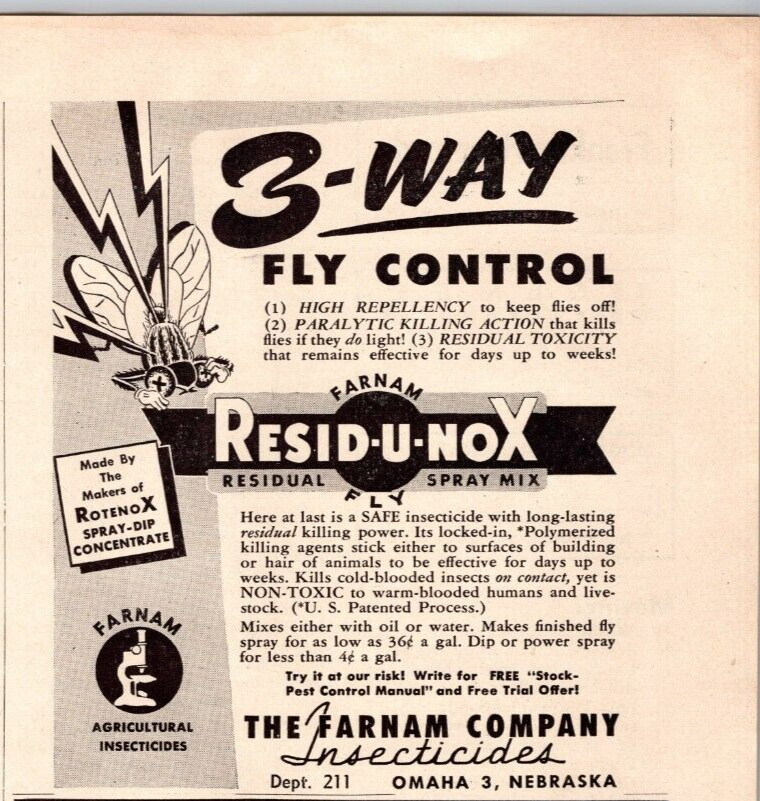 3-WAY
FLY CONTROL
(1) HIGH REPELLENCY to keep flies off!
(2) PARALYTIC KILLING ACTION that kills
flies if they do light! (3) RESIDUAL TOXICITY
that remains effective for days up to weeks!
FARNAM
RESID-U-NOX
RESIDUAL SPRAY MIX
FLY
Made By
The
Makers of
ROTENOX
SPRAY-DIP
CONCENTRATE
Here at last is a SAFE insecticide with long-lasting
residual killing power. Its locked-in, *Polymerized
killing agents stick either to surfaces of building
or hair of animals to be effective for days up to
weeks. Kills cold-blooded insects on contact, yet is
NON-TOXIC to warm-blooded humans and live-
stock. (*U. S. Patented Process.)
Mixes either with oil or water. Makes finished fly
spray for as low as 36¢ a gal. Dip or power spray
for less than 4¢ a gal.
Try it at our risk! Write for FREE "Stock-
Pest Control Manual" and Free Trial Offer!
FARNAM
AGRICULTURAL
INSECTICIDES
THE FARNAM COMPANY
Insecticides
Dept. 211 OMAHA 3, NEBRASKA